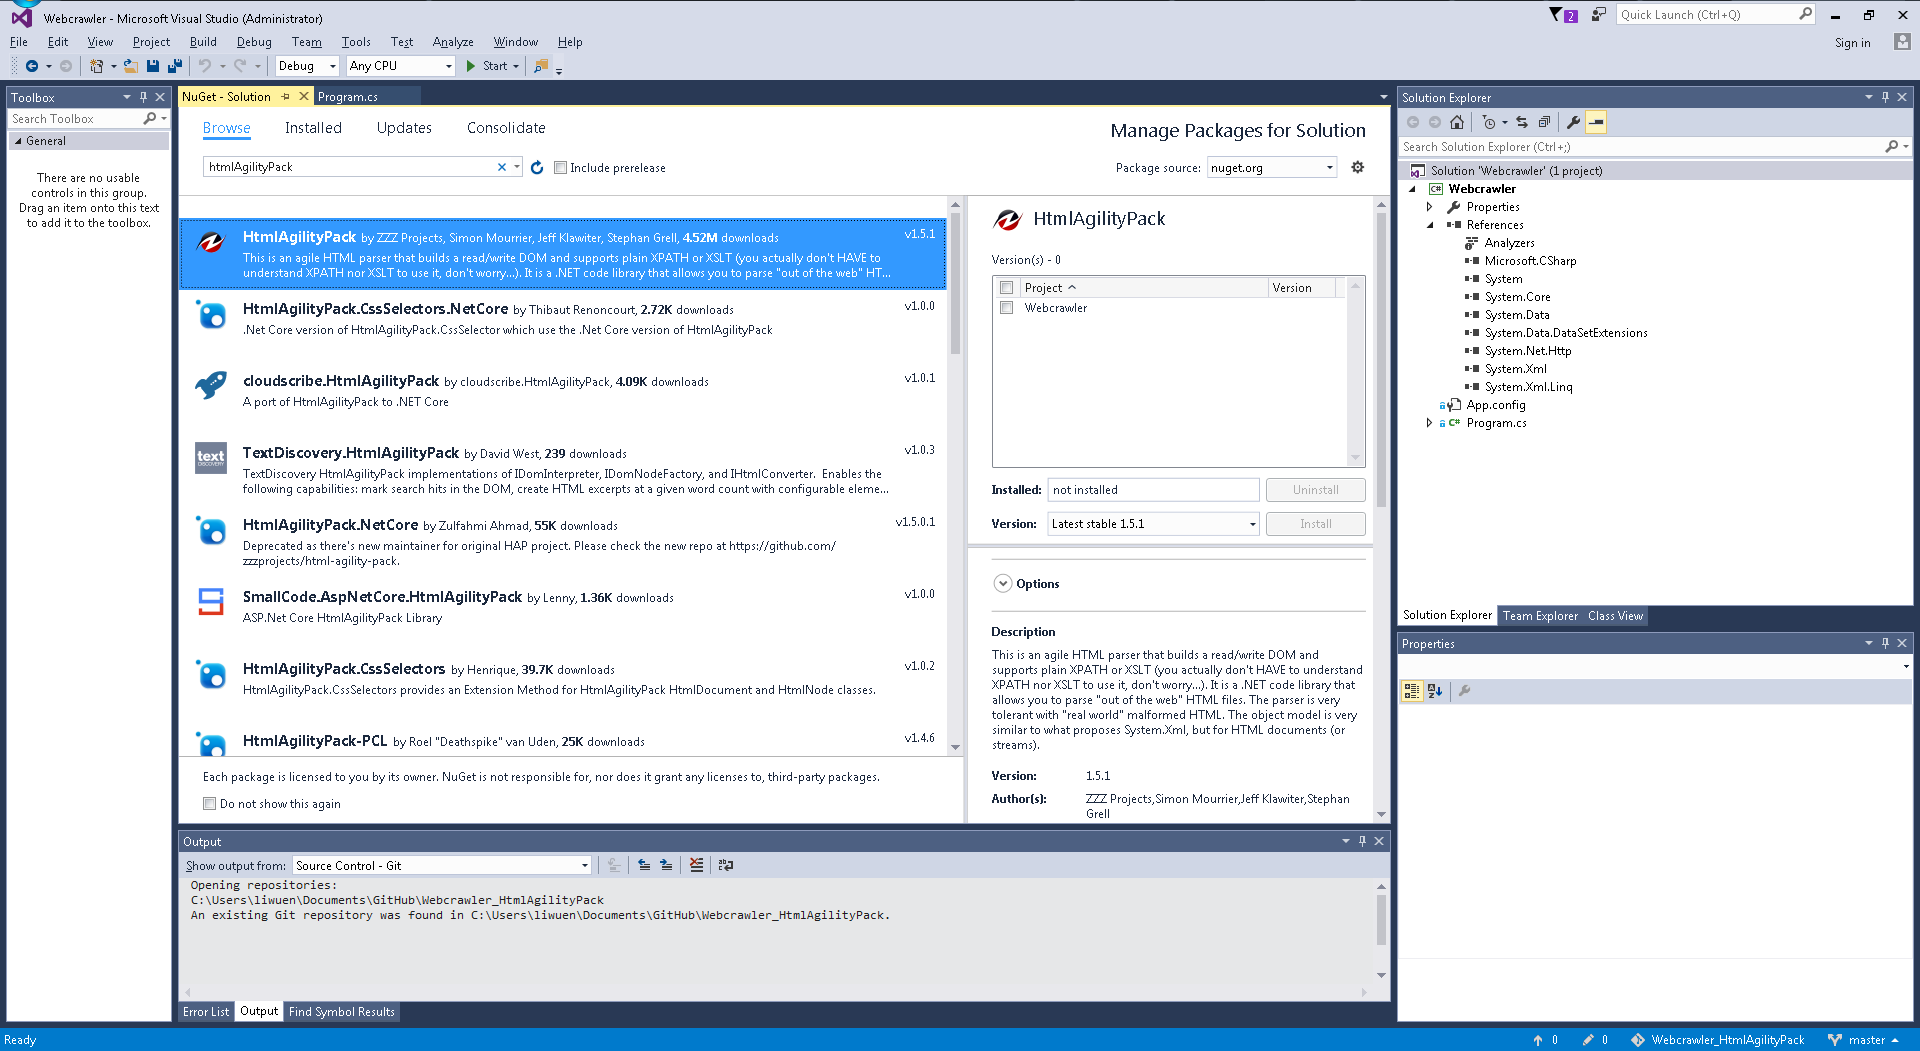 Webcrawler - Microsoft Visual Studio (Administrator)
2
Quick Launch (Ctrl+Q)
File Edit View Project Build Debug Team Tools Test Analyze Window Help
Sign in
Debug Any CPU Start
Toolbox
Search Toolbox
General
There are no usable
controls in this group.
Drag an item onto this text
to add it to the toolbox.
NuGet - Solution Program.cs
Browse Installed Updates Consolidate
Manage Packages for Solution
htmlAgilityPack
Include prerelease
Package source: nuget.org
HtmlAgilityPack by ZZZ Projects, Simon Mourrier, Jeff Klawiter, Stephan Grell, 4.52M downloads v1.5.1
This is an agile HTML parser that builds a read/write DOM and supports plain XPATH or XSLT (you actually don't HAVE to
understand XPATH nor XSLT to use it, don't worry...). It is a .NET code library that allows you to parse "out of the web" HT...
HtmlAgilityPack.CssSelectors.NetCore by Thibaut Renoncourt, 2.72K downloads v1.0.0
.Net Core version of HtmlAgilityPack.CssSelector which use the .Net Core version of HtmlAgilityPack
cloudscribe.HtmlAgilityPack by cloudscribe.HtmlAgilityPack, 4.09K downloads v1.0.1
A port of HtmlAgilityPack to .NET Core
text
DISCOVERY
TextDiscovery.HtmlAgilityPack by David West, 239 downloads v1.0.3
TextDiscovery HtmlAgilityPack implementations of IDomInterpreter, IDomNodeFactory, and IHtmlConverter. Enables the
following capabilities: mark search hits in the DOM, create HTML excerpts at a given word count with configurable eleme...
HtmlAgilityPack.NetCore by Zulfahmi Ahmad, 55K downloads v1.5.0.1
Deprecated as there's new maintainer for original HAP project. Please check the new repo at https://github.com/
zzzprojects/html-agility-pack.
SmallCode.AspNetCore.HtmlAgilityPack by Lenny, 1.36K downloads v1.0.0
ASP.Net Core HtmlAgilityPack Library
HtmlAgilityPack.CssSelectors by Henrique, 39.7K downloads v1.0.2
HtmlAgilityPack.CssSelectors provides an Extension Method for HtmlAgilityPack HtmlDocument and HtmlNode classes.
HtmlAgilityPack-PCL by Roel "Deathspike" van Uden, 25K downloads v1.4.6
Each package is licensed to you by its owner. NuGet is not responsible for, nor does it grant any licenses to, third-party packages.
Do not show this again
HtmlAgilityPack
Version(s) - 0
Project Version
Webcrawler
Installed: not installed Uninstall
Version: Latest stable 1.5.1 Install
Options
Description
This is an agile HTML parser that builds a read/write DOM and
supports plain XPATH or XSLT (you actually don't HAVE to understand
XPATH nor XSLT to use it, don't worry...). It is a .NET code library that
allows you to parse "out of the web" HTML files. The parser is very
tolerant with "real world" malformed HTML. The object model is very
similar to what proposes System.Xml, but for HTML documents (or
streams).
Version: 1.5.1
Author(s): ZZZ Projects,Simon Mourrier,Jeff Klawiter,Stephan
Grell
Output
Show output from: Source Control - Git
Opening repositories:
C:\Users\liwuen\Documents\GitHub\Webcrawler_HtmlAgilityPack
An existing Git repository was found in C:\Users\liwuen\Documents\GitHub\Webcrawler_HtmlAgilityPack.
Error List Output Find Symbol Results
Solution Explorer
Search Solution Explorer (Ctrl+;)
Solution 'Webcrawler' (1 project)
C# Webcrawler
Properties
References
Analyzers
Microsoft.CSharp
System
System.Core
System.Data
System.Data.DataSetExtensions
System.Net.Http
System.Xml
System.Xml.Linq
App.config
C# Program.cs
Solution Explorer Team Explorer Class View
Properties
Ready
0 0 Webcrawler_HtmlAgilityPack master